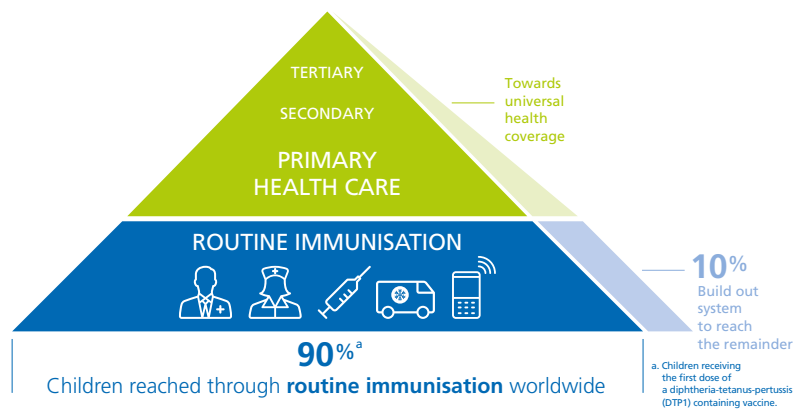 TERTIARY
SECONDARY
PRIMARY
HEALTH CARE
Towards
universal
health
coverage
ROUTINE IMMUNISATION
10%
Build out
system
to reach
the remainder
90%a
Children reached through routine immunisation worldwide
a. Children receiving
the first dose of
a diphtheria-tetanus-pertussis
(DTP1) containing vaccine.